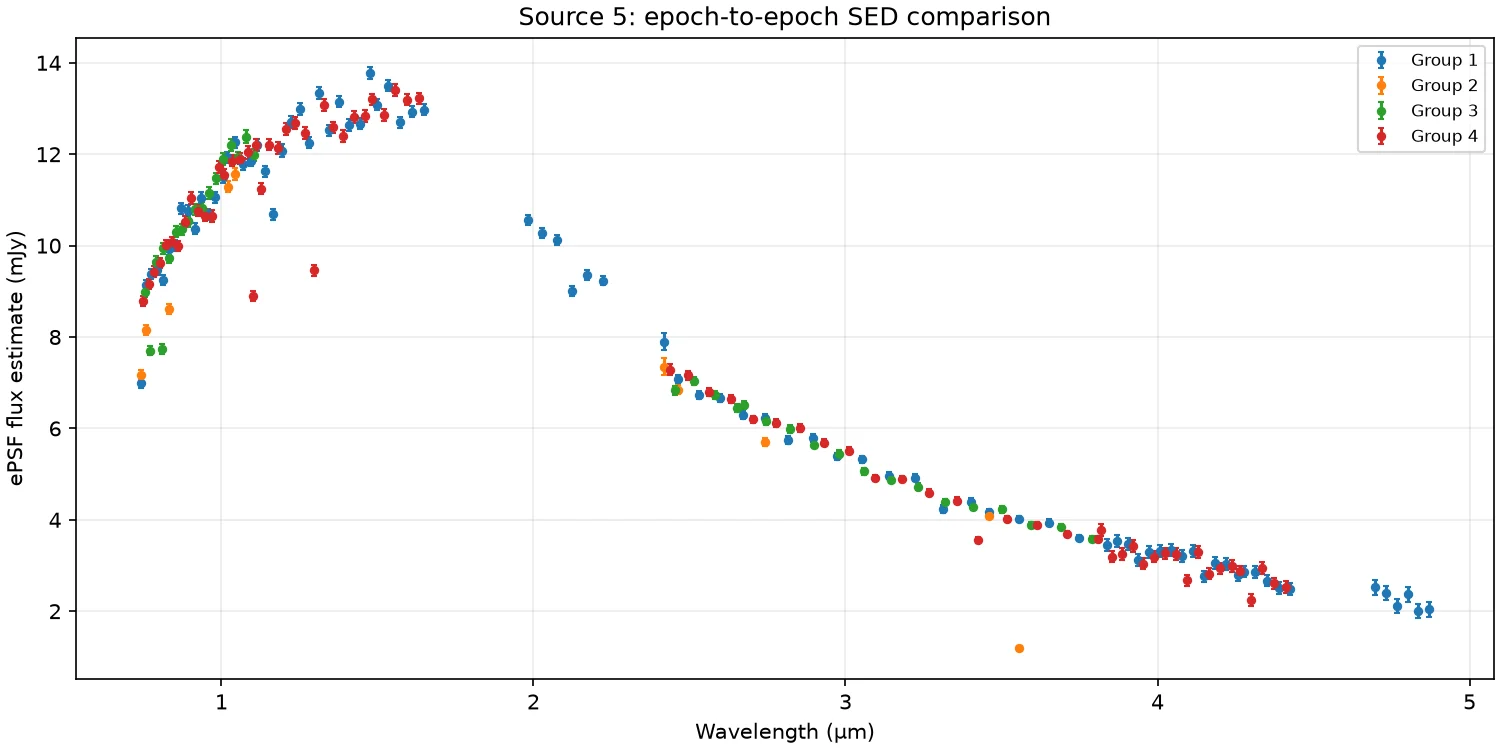 Source 5: epoch-to-epoch SED comparison
ePSF flux estimate (mJy)
14
12
10
8
6
4
2
Group 1
Group 2
Group 3
Group 4
1
2
3
4
5
Wavelength (μm)